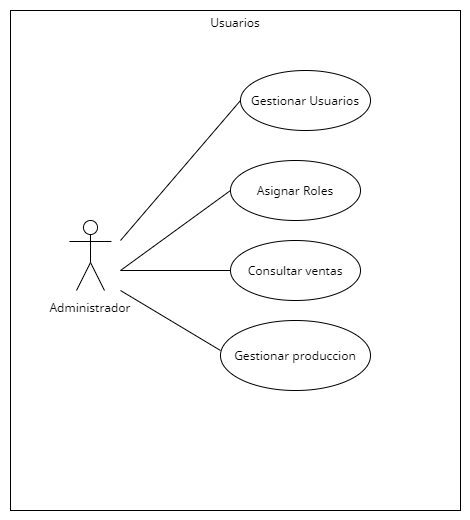 Usuarios
Gestionar Usuarios
Asignar Roles
Consultar ventas
Administrador
Gestionar produccion